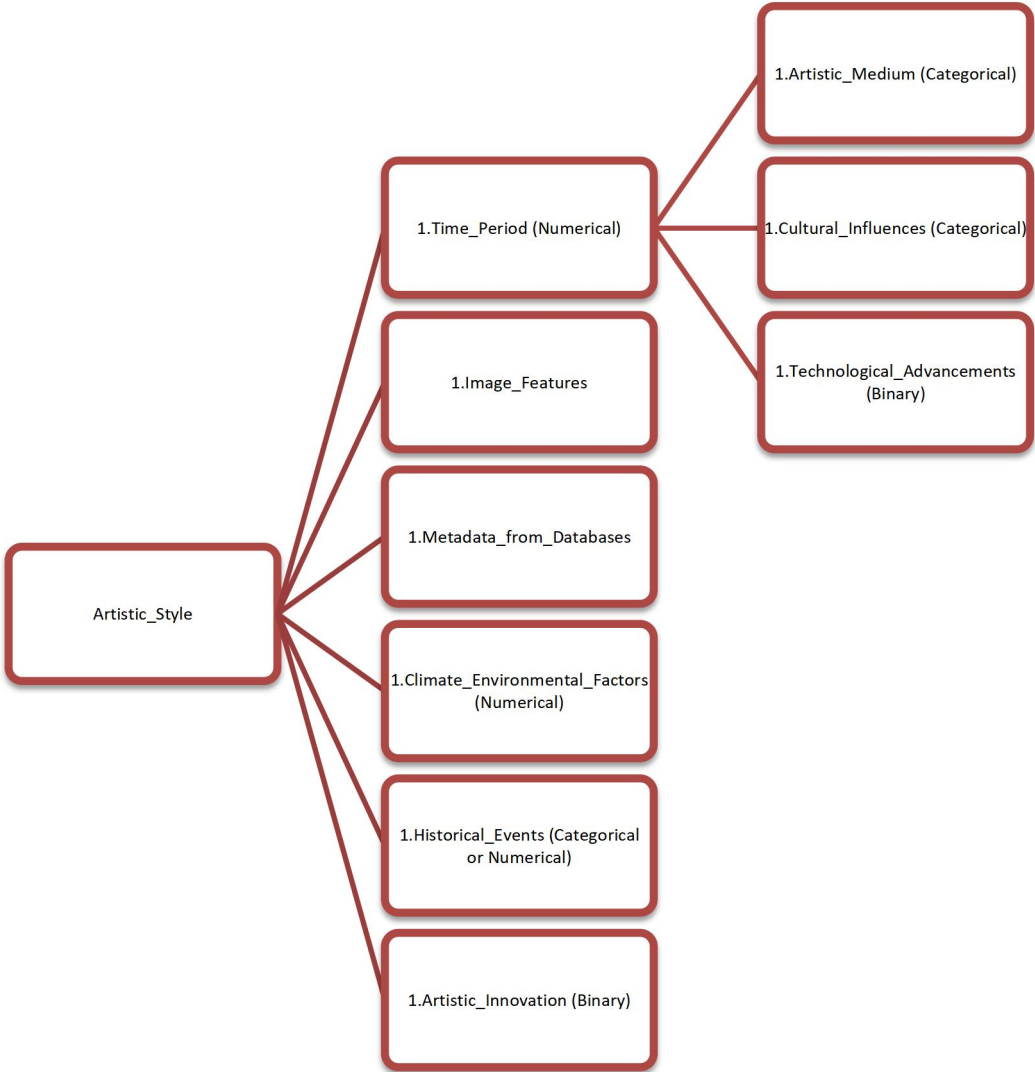 Artistic_Style
1.Time_Period (Numerical)
1.Image_Features
1.Metadata_from_Databases
1.Climate_Environmental_Factors
(Numerical)
1.Historical_Events (Categorical
or Numerical)
1.Artistic_Innovation (Binary)
1.Artistic_Medium (Categorical)
1.Cultural_Influences (Categorical)
1.Technological_Advancements
(Binary)